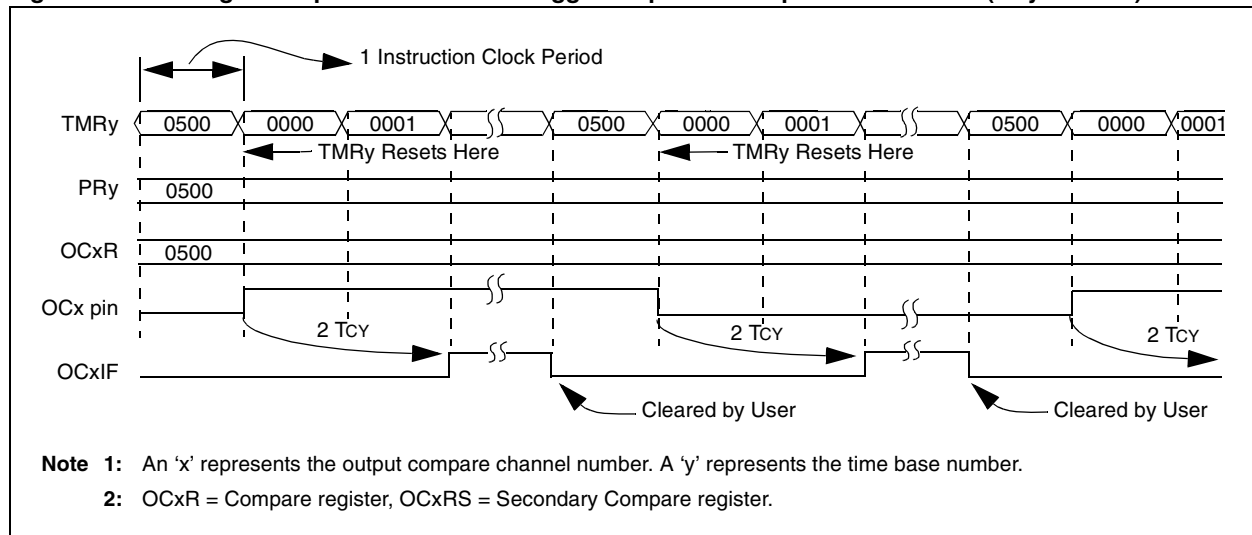 1 Instruction Clock Period
TMRy 0500 0000 0001 0500 0000 0001 0500 0000 0001
TMRy Resets Here TMRy Resets Here
PRy 0500
OCxR 0500
OCx pin
2 TCY 2 TCY 2 TCY
OCxIF
Cleared by User Cleared by User
Note 1: An ‘x’ represents the output compare channel number. A ‘y’ represents the time base number.
2: OCxR = Compare register, OCxRS = Secondary Compare register.